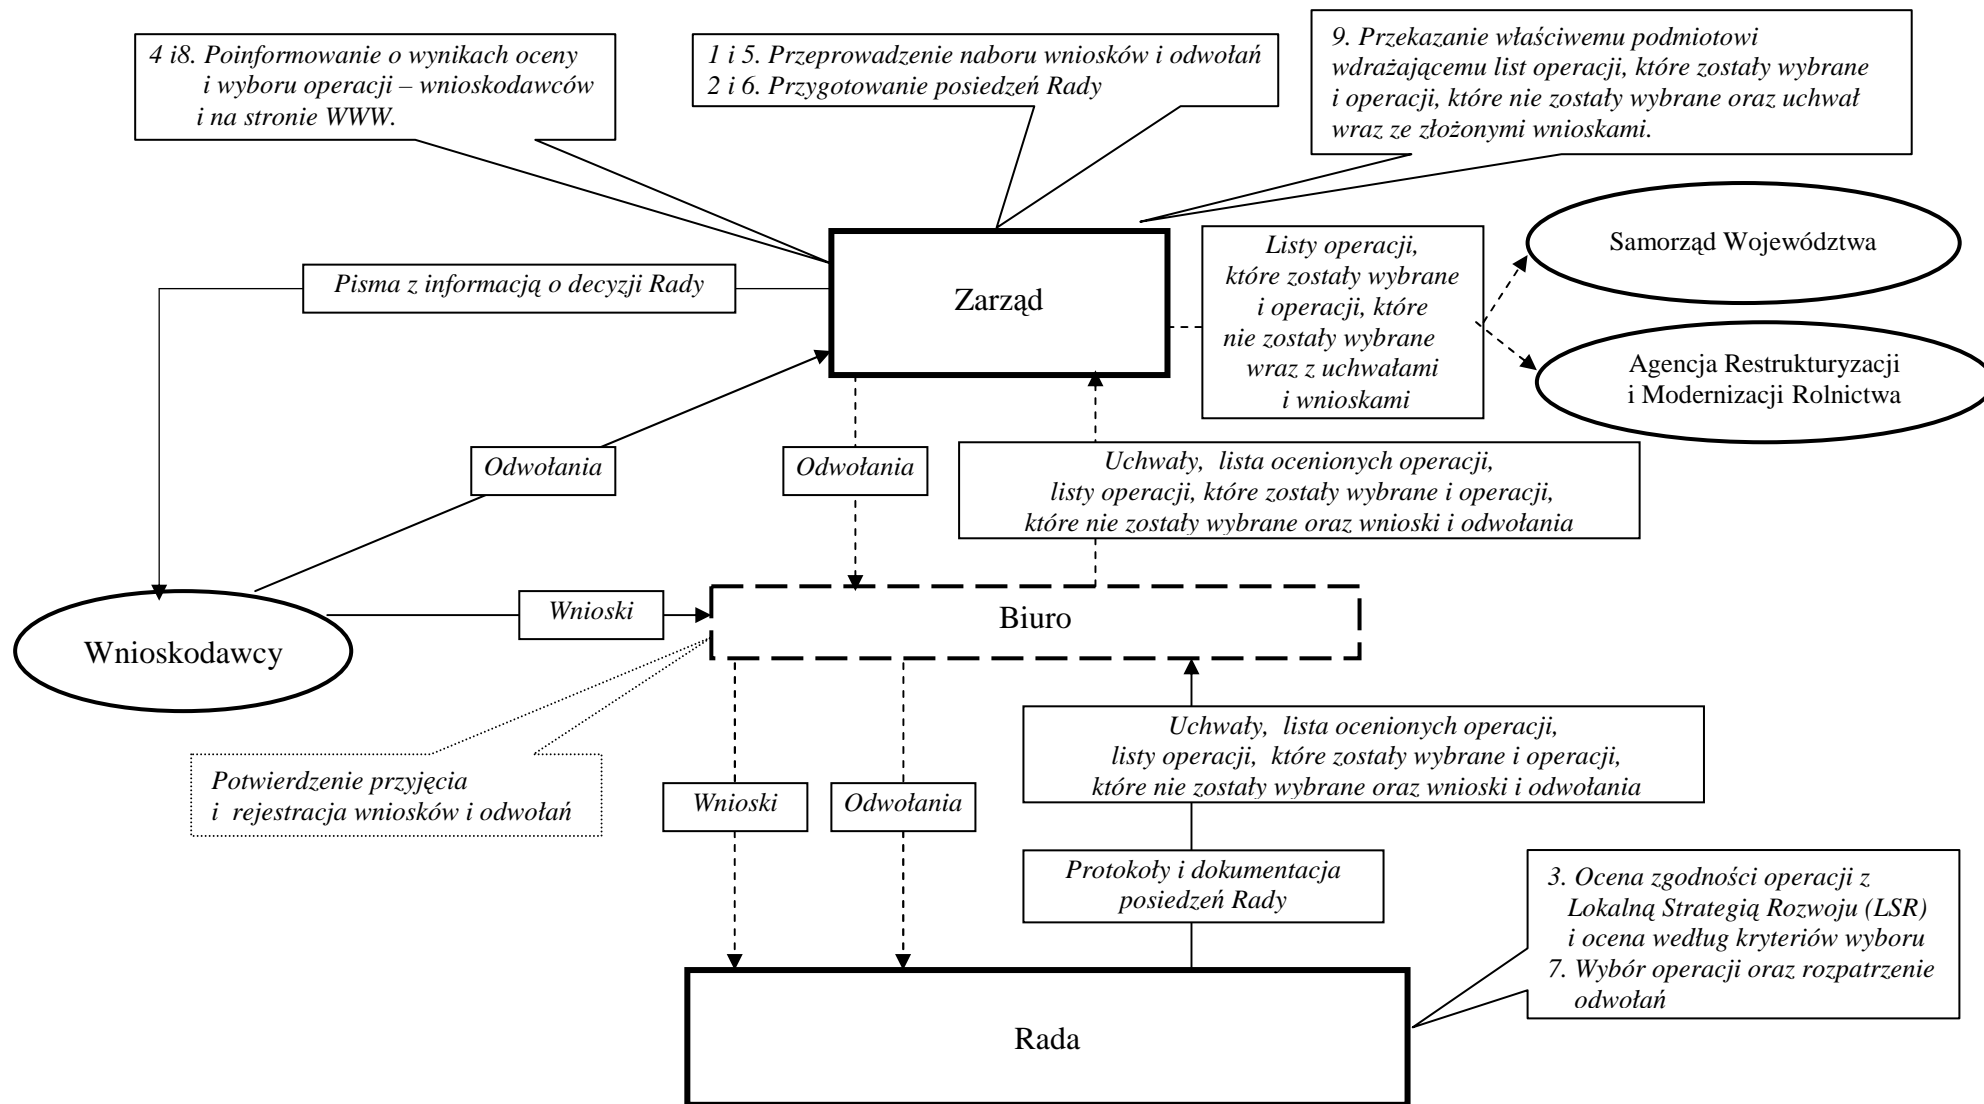 4 i8. Poinformowanie o wynikach oceny
i wyboru operacji – wnioskodawców
i na stronie WWW.
1 i 5. Przeprowadzenie naboru wniosków i odwołań
2 i 6. Przygotowanie posiedzeń Rady
9. Przekazanie właściwemu podmiotowi
wdrażającemu list operacji, które zostały wybrane
i operacji, które nie zostały wybrane oraz uchwał
wraz ze złożonymi wnioskami.
Pisma z informacją o decyzji Rady
Zarząd
Listy operacji,
które zostały wybrane
i operacji, które
nie zostały wybrane
wraz z uchwałami
i wnioskami
Samorząd Województwa
Agencja Restrukturyzacji
i Modernizacji Rolnictwa
Odwołania
Odwołania
Uchwały, lista ocenionych operacji,
listy operacji, które zostały wybrane i operacji,
które nie zostały wybrane oraz wnioski i odwołania
Wnioskodawcy
Wnioski
Biuro
Potwierdzenie przyjęcia
i rejestracja wniosków i odwołań
Wnioski
Odwołania
Uchwały, lista ocenionych operacji,
listy operacji, które zostały wybrane i operacji,
które nie zostały wybrane oraz wnioski i odwołania
Protokoły i dokumentacja
posiedzeń Rady
3. Ocena zgodności operacji z
Lokalną Strategią Rozwoju (LSR)
i ocena według kryteriów wyboru
7. Wybór operacji oraz rozpatrzenie
odwołań
Rada